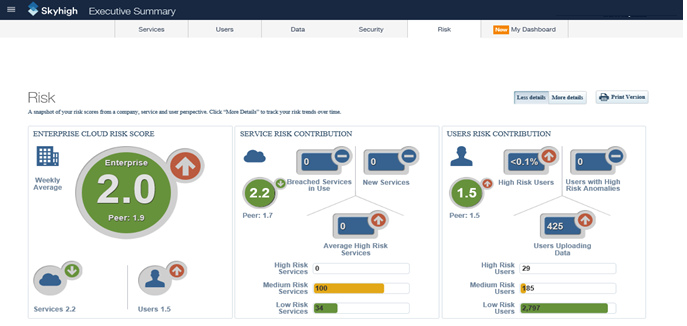 Skyhigh Executive Summary
Services Users Data Security Risk New My Dashboard
Risk
Less details More details Print Version
A snapshot of your risk scores from a company, service and user perspective. Click "More Details" to track your risk trends over time.
ENTERPRISE CLOUD RISK SCORE
Weekly
Average
Enterprise
2.0
Peer: 1.9
Services 2.2
Users 1.5
SERVICE RISK CONTRIBUTION
2.2
Peer: 1.7
0
Breached Services
in Use
0
New Services
0
Average High Risk
Services
High Risk
Services
0
Medium Risk
Services
100
Low Risk
Services
34
USERS RISK CONTRIBUTION
1.5
Peer: 1.5
<0.1%
High Risk Users
0
Users with High
Risk Anomalies
425
Users Uploading
Data
High Risk
Users
29
Medium Risk
Users
185
Low Risk
Users
2,797